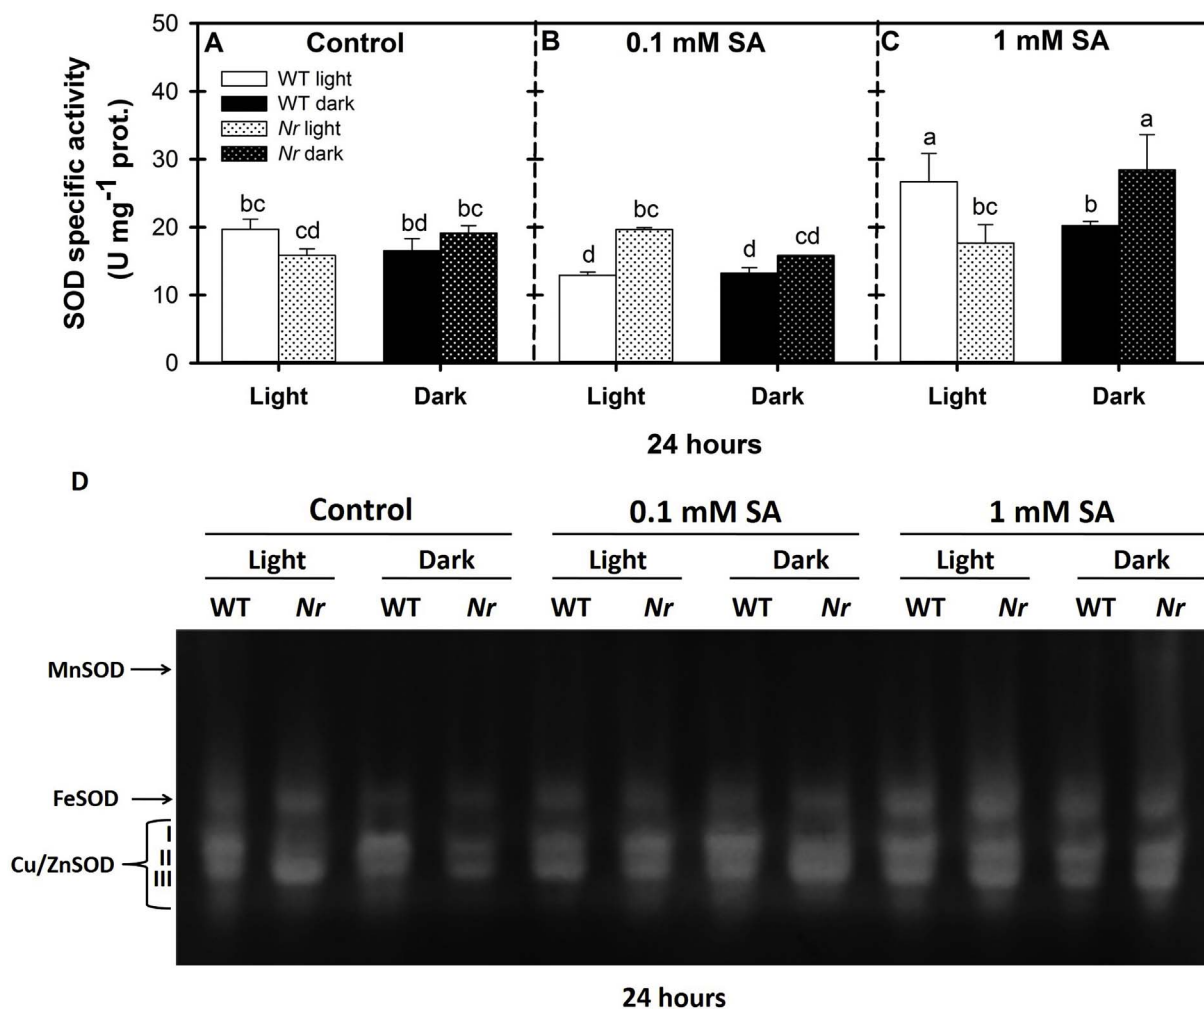 SOD specific activity
(U mg-1 prot.)
50
40
30
20
10
0
A Control
WT light
WT dark
Nr light
Nr dark
bc
cd
bd
bc
Light Dark
B 0.1 mM SA
d
bc
d
cd
Light Dark
C 1 mM SA
a
bc
b
a
Light Dark
24 hours
D
Control 0.1 mM SA 1 mM SA
Light Dark Light Dark Light Dark
WT Nr WT Nr WT Nr WT Nr WT Nr WT Nr
MnSOD
FeSOD
Cu/ZnSOD
I
II
III
24 hours